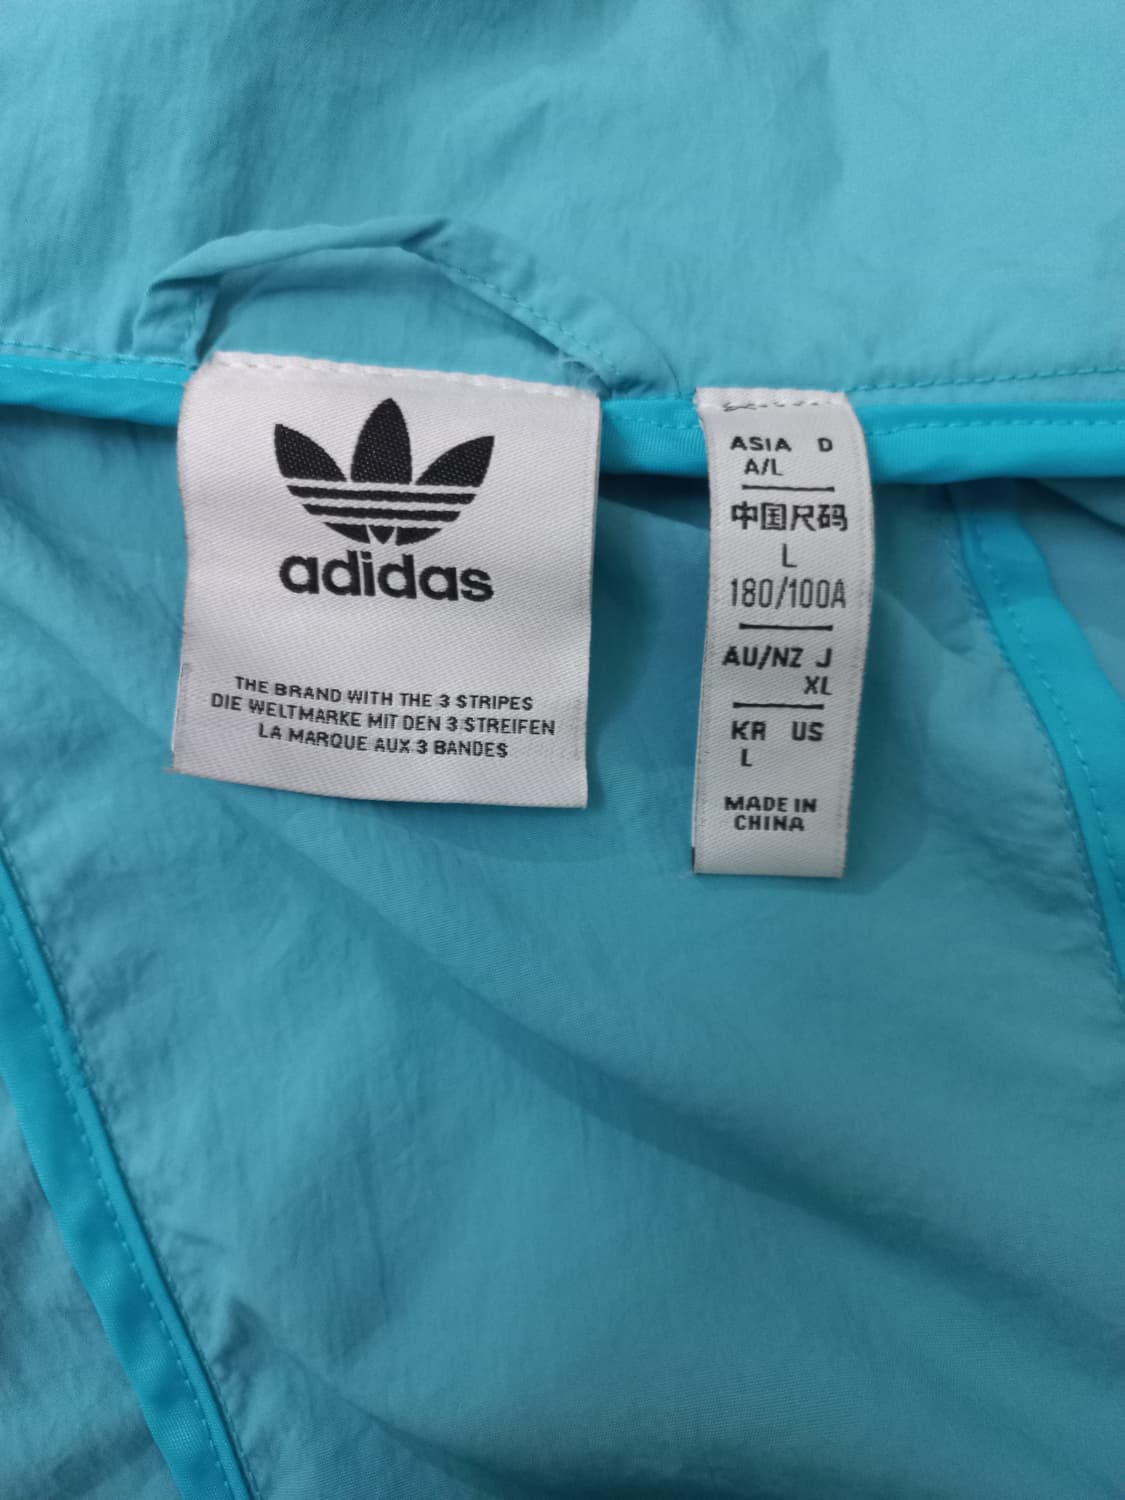 adidas
THE BRAND WITH THE 3 STRIPES
DIE WELTMARKE MIT DEN 3 STREIFEN
LA MARQUE AUX 3 BANDES
ASIA D
A/L
中国尺码
L
180/100A
AU/NZ J
XL
KR US
L
MADE IN
CHINA